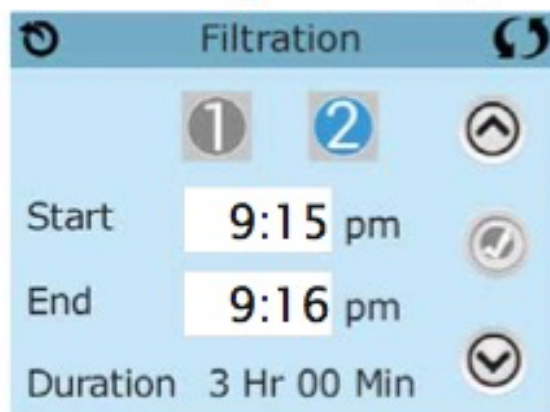 Filtration
1 2
Start 9:15 pm
End 9:16 pm
Duration 3 Hr 00 Min